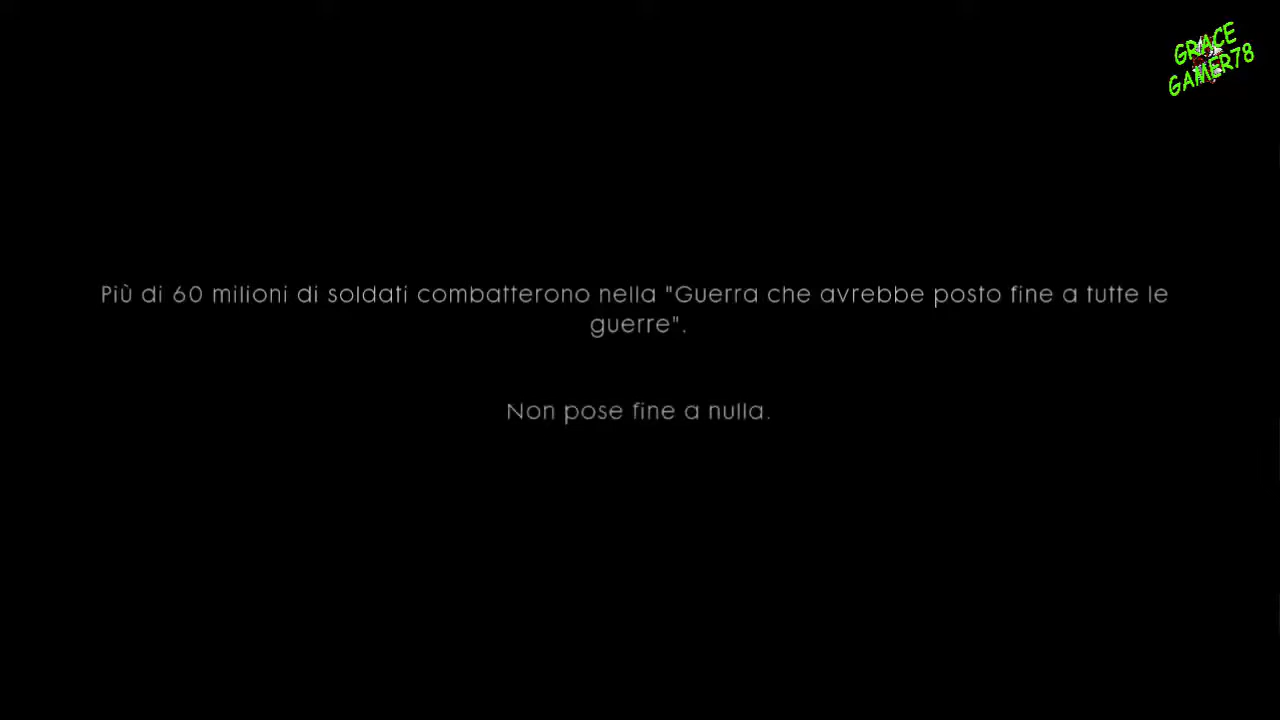 GRACE
GAMER78
Più di 60 milioni di soldati combatterono nella "Guerra che avrebbe posto fine a tutte le
guerre".
Non pose fine a nulla.